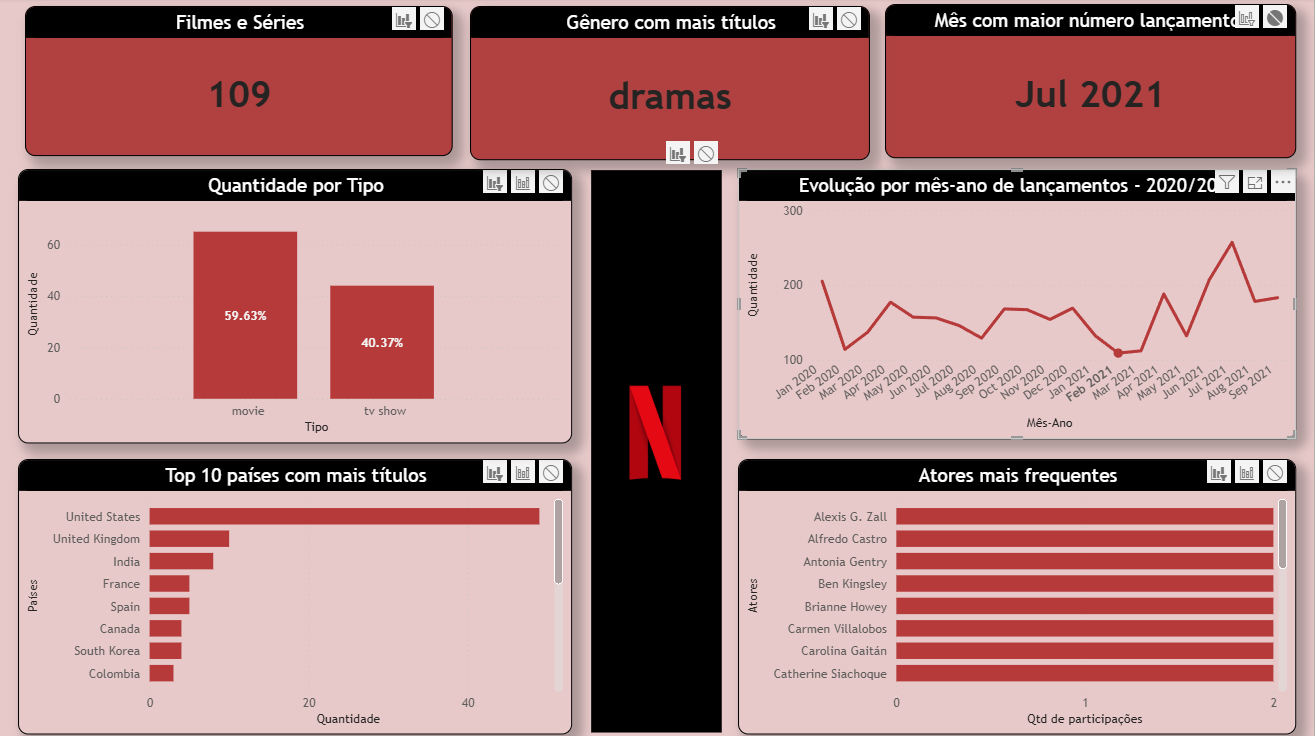 Filmes e Séries
109
Gênero com mais títulos
dramas
Mês com maior número lançament
Jul 2021
Quantidade por Tipo
Quantidade
60
40
20
0
59.63%
40.37%
movie
tv show
Tipo
N
Evolução por mês-ano de lançamentos - 2020/20
Quantidade
300
200
100
Jan 2020
Feb 2020
Mar 2020
Apr 2020
May 2020
Jun 2020
Jul 2020
Aug 2020
Sep 2020
Oct 2020
Nov 2020
Dec 2020
Jan 2021
Feb 2021
Mar 2021
Apr 2021
May 2021
Jun 2021
Jul 2021
Aug 2021
Sep 2021
Mês-Ano
Top 10 países com mais títulos
Países
United States
United Kingdom
India
France
Spain
Canada
South Korea
Colombia
0
20
40
Quantidade
Atores mais frequentes
Atores
Alexis G. Zall
Alfredo Castro
Antonia Gentry
Ben Kingsley
Brianne Howey
Carmen Villalobos
Carolina Gaitán
Catherine Siachoque
0
1
2
Qtd de participações